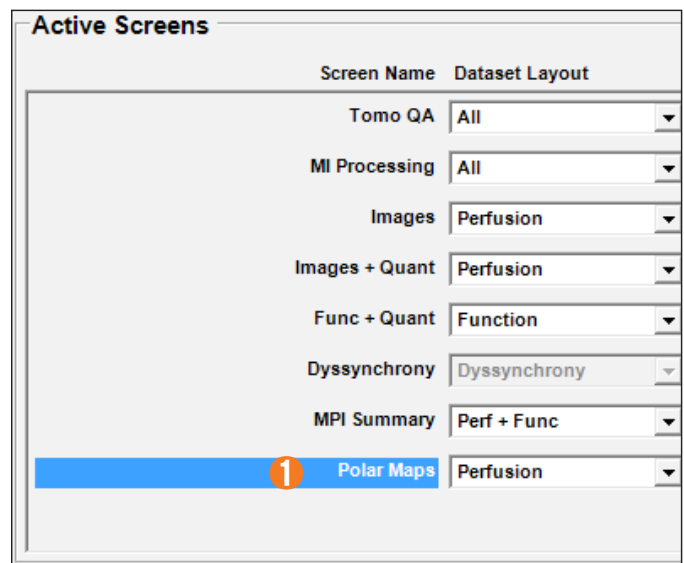 Active Screens
Screen Name Dataset Layout
Tomo QA All
MI Processing All
Images Perfusion
Images + Quant Perfusion
Func + Quant Function
Dyssynchrony Dyssynchrony
MPI Summary Perf + Func
1 Polar Maps Perfusion